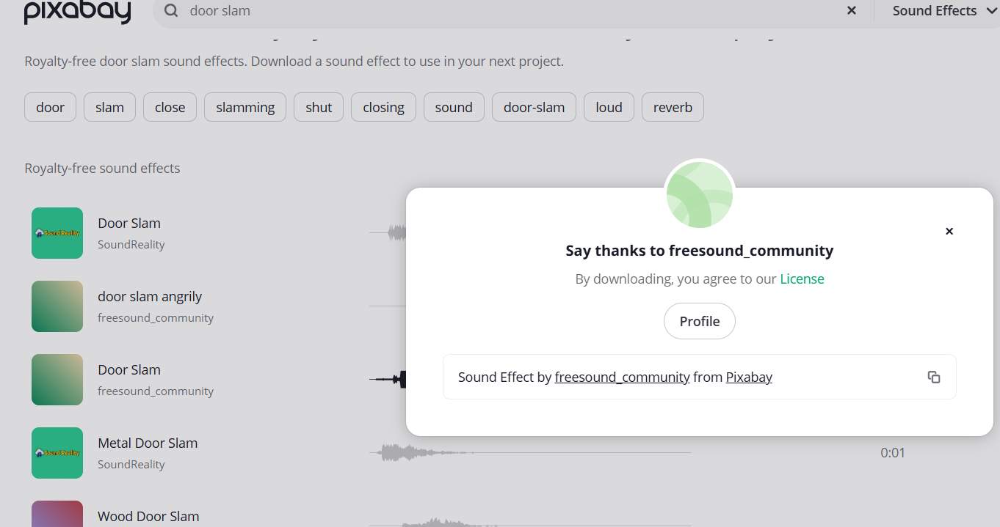 pixabay
door slam
Sound Effects
Royalty-free door slam sound effects. Download a sound effect to use in your next project.
door
slam
close
slamming
shut
closing
sound
door-slam
loud
reverb
Royalty-free sound effects
Sound Reality
Door Slam
SoundReality
door slam angrily
freesound_community
Door Slam
freesound_community
Sound Reality
Metal Door Slam
SoundReality
0:01
Wood Door Slam
Say thanks to freesound_community
By downloading, you agree to our License
Profile
Sound Effect by freesound_community from Pixabay